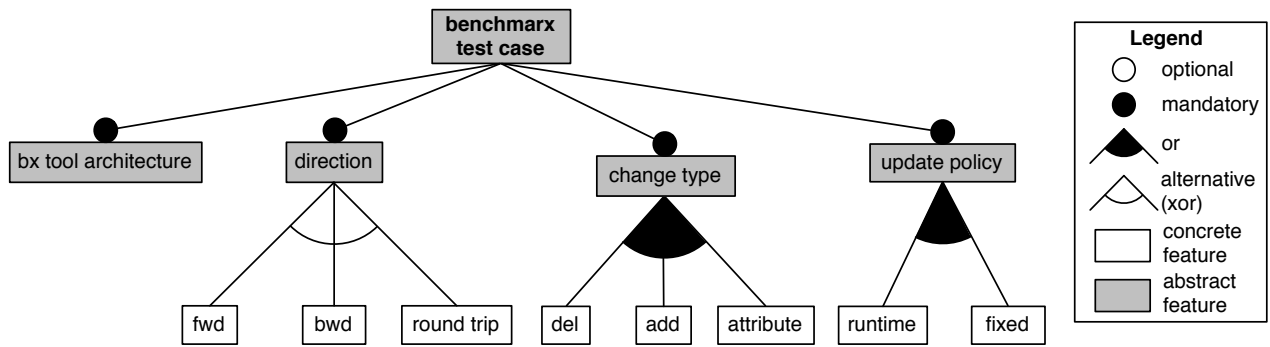 benchmarx
test case
bx tool architecture
direction
change type
update policy
fwd
bwd
round trip
del
add
attribute
runtime
fixed
Legend
optional
mandatory
or
alternative
(xor)
concrete
feature
abstract
feature